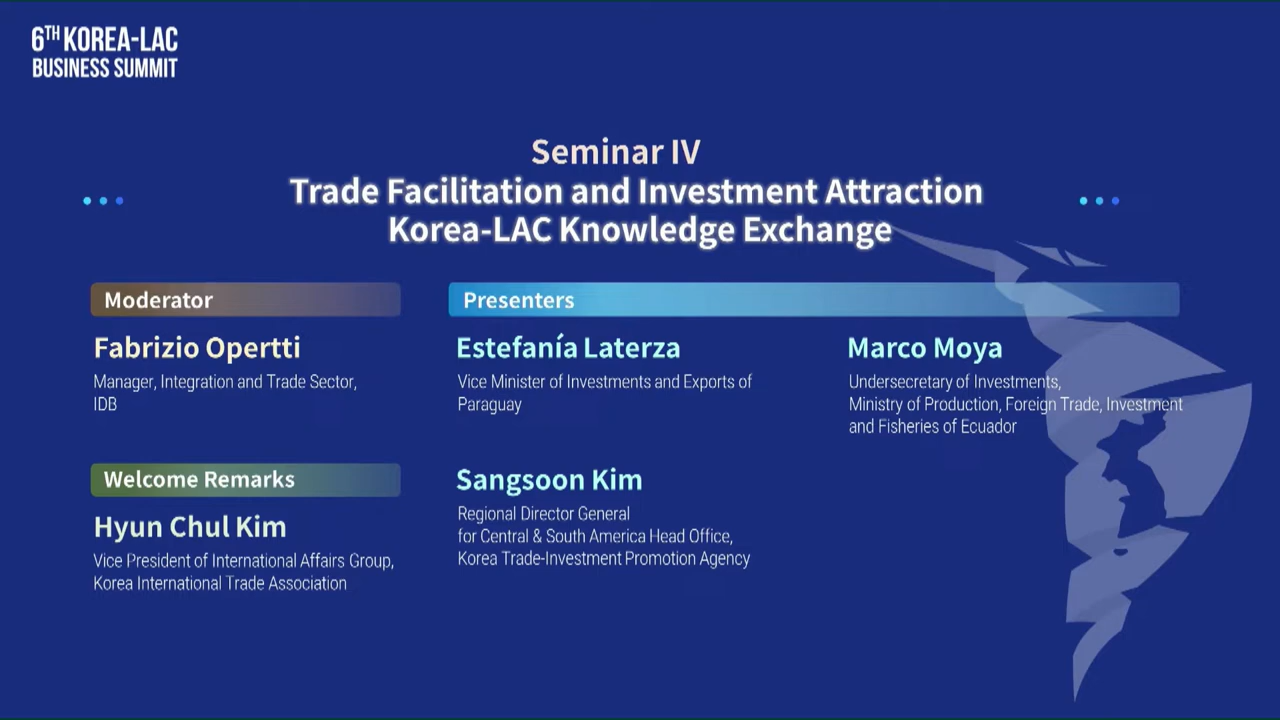 6TH KOREA-LAC
BUSINESS SUMMIT
Seminar IV
Trade Facilitation and Investment Attraction
Korea-LAC Knowledge Exchange
Moderator
Fabrizio Opertti
Manager, Integration and Trade Sector,
IDB
Welcome Remarks
Hyun Chul Kim
Vice President of International Affairs Group,
Korea International Trade Association
Presenters
Estefanía Laterza
Vice Minister of Investments and Exports of
Paraguay
Sangsoon Kim
Regional Director General
for Central & South America Head Office,
Korea Trade-Investment Promotion Agency
Marco Moya
Undersecretary of Investments,
Ministry of Production, Foreign Trade, Investment
and Fisheries of Ecuador